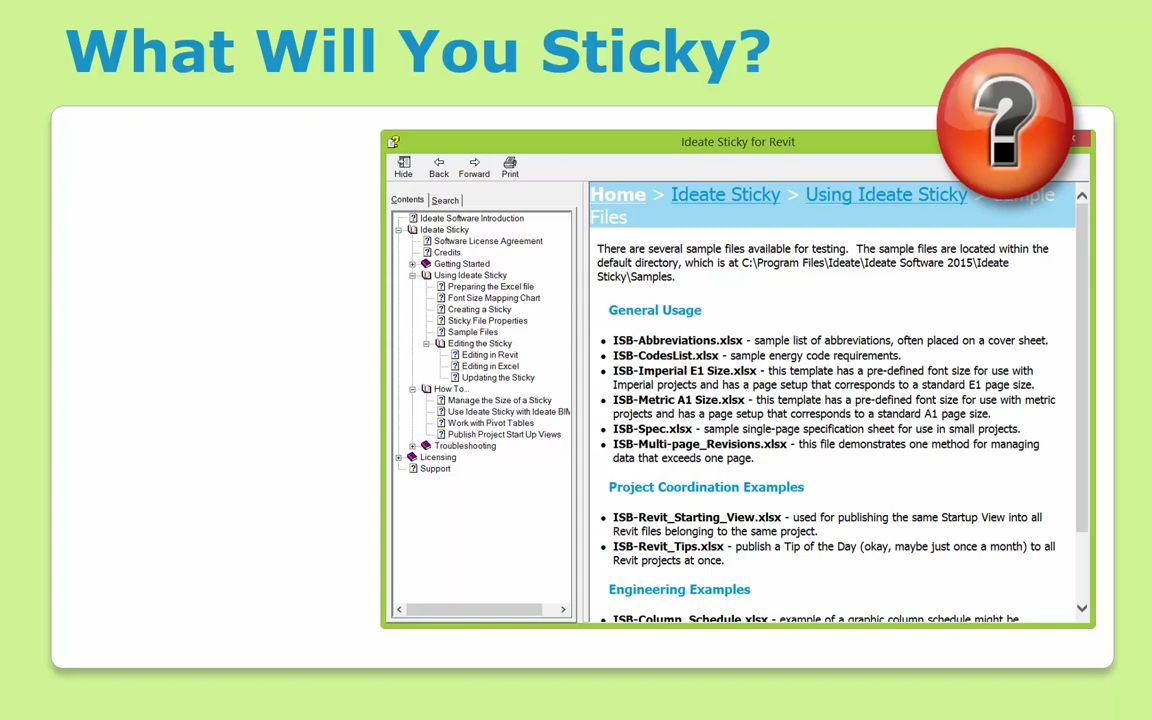 What Will You Sticky?
Ideate Sticky for Revit
Hide
Back
Forward
Print
Contents
Search
Ideate Software Introduction
Ideate Sticky
Software License Agreement
Credits
Getting Started
Using Ideate Sticky
Preparing the Excel file
Font Size Mapping Chart
Creating a Sticky
Sticky File Properties
Sample Files
Editing the Sticky
Editing in Revit
Editing in Excel
Updating the Sticky
How To...
Manage the Size of a Sticky
Use Ideate Sticky with Ideate BIM
Work with Pivot Tables
Publish Project Start Up Views
Troubleshooting
Licensing
Support
Home > Ideate Sticky > Using Ideate Sticky > Sample
Files
There are several sample files available for testing. The sample files are located within the
default directory, which is at C:\Program Files\Ideate\Ideate Software 2015\Ideate
Sticky\Samples.
General Usage
• ISB-Abbreviations.xlsx - sample list of abbreviations, often placed on a cover sheet.
• ISB-CodesList.xlsx - sample energy code requirements.
• ISB-Imperial E1 Size.xlsx - this template has a pre-defined font size for use with
Imperial projects and has a page setup that corresponds to a standard E1 page size.
• ISB-Metric A1 Size.xlsx - this template has a pre-defined font size for use with metric
projects and has a page setup that corresponds to a standard A1 page size.
• ISB-Spec.xlsx - sample single-page specification sheet for use in small projects.
• ISB-Multi-page_Revisions.xlsx - this file demonstrates one method for managing
data that exceeds one page.
Project Coordination Examples
• ISB-Revit_Starting_View.xlsx - used for publishing the same Startup View into all
Revit files belonging to the same project.
• ISB-Revit_Tips.xlsx - publish a Tip of the Day (okay, maybe just once a month) to all
Revit projects at once.
Engineering Examples
• ISB-Column_Schedule.xlsx - example of a graphic column schedule might be